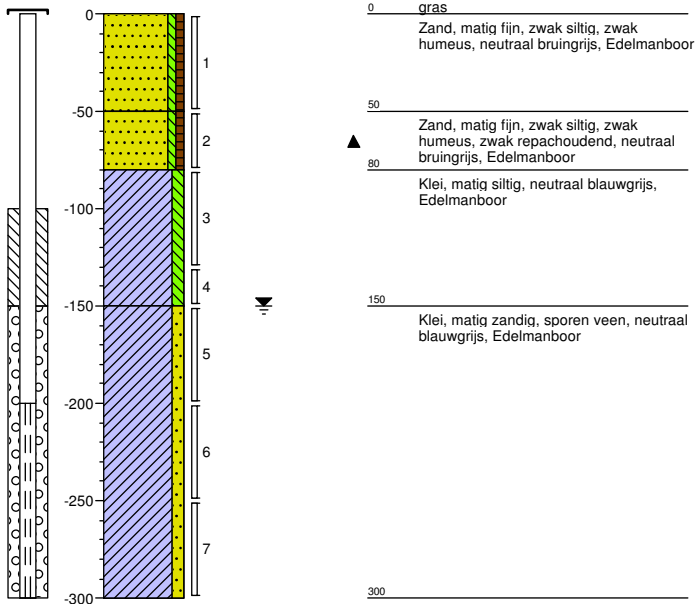 0
-50
-100
-150
-200
-250
-300
1
2
3
4
5
6
7
0
gras
Zand, matig fijn, zwak siltig, zwak
humeus, neutraal bruingrijs, Edelmanboor
50
Zand, matig fijn, zwak siltig, zwak
humeus, zwak repachoudend, neutraal
bruingrijs, Edelmanboor
80
Klei, matig siltig, neutraal blauwgrijs,
Edelmanboor
150
Klei, matig zandig, sporen veen, neutraal
blauwgrijs, Edelmanboor
300